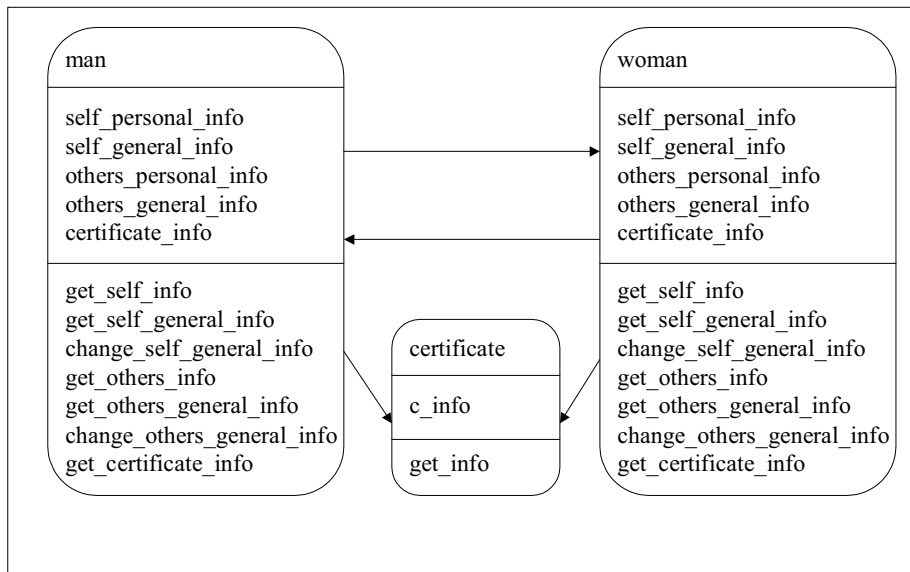 man
self_personal_info
self_general_info
others_personal_info
others_general_info
certificate_info
get_self_info
get_self_general_info
change_self_general_info
get_others_info
get_others_general_info
change_others_general_info
get_certificate_info
certificate
c_info
get_info
woman
self_personal_info
self_general_info
others_personal_info
others_general_info
certificate_info
get_self_info
get_self_general_info
change_self_general_info
get_others_info
get_others_general_info
change_others_general_info
get_certificate_info